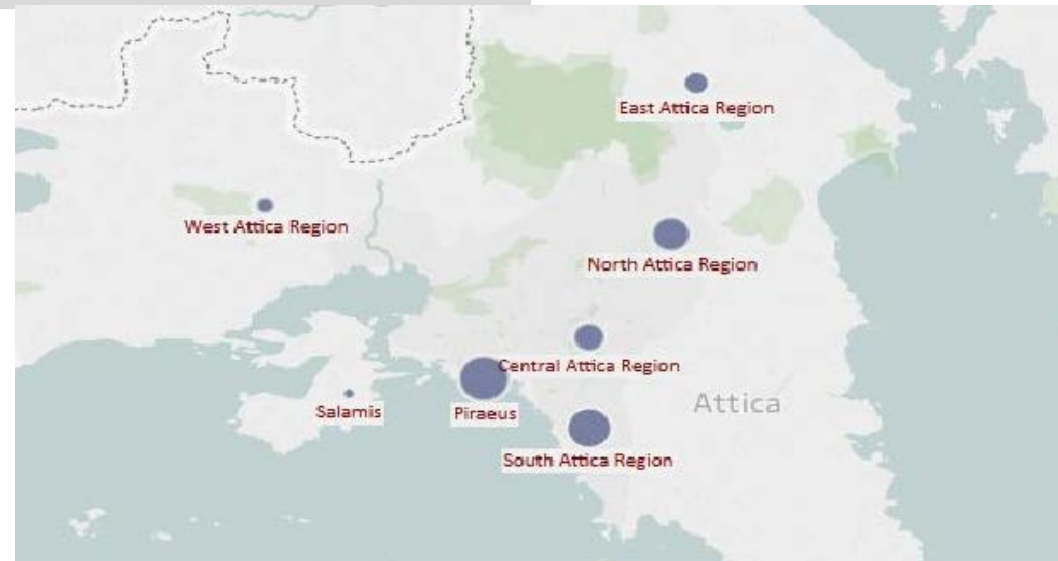 East Attica Region
West Attica Region
North Attica Region
Central Attica Region
Attica
Salamis
Piraeus
South Attica Region